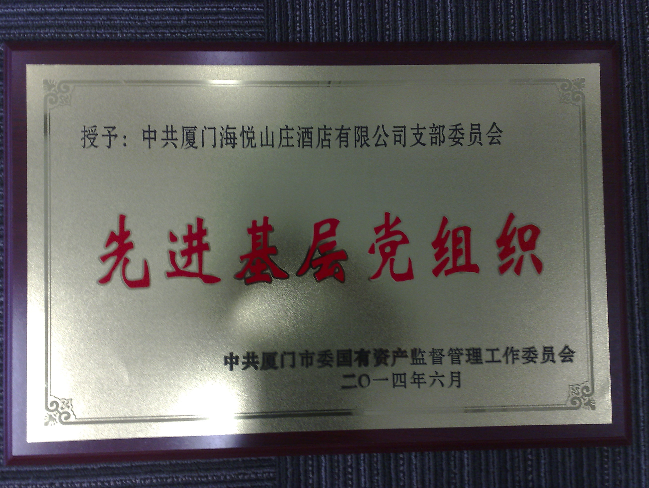 授予：中共厦门海悦山庄酒店有限公司支部委员会
先进基层党组织
中共厦门市委国有资产监督管理工作委员会
二〇一四年六月